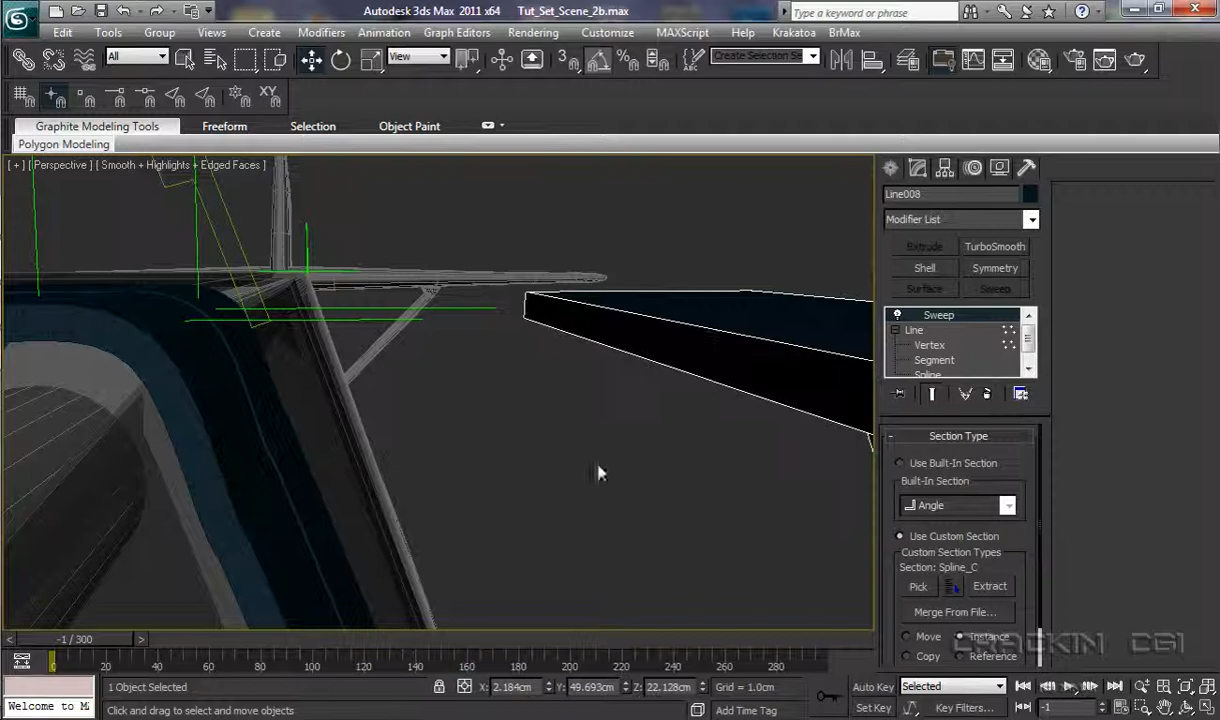 Autodesk 3ds Max 2011 x64 Tut_Set_Scene_2b.max
Type a keyword or phrase
Edit Tools Group Views Create Modifiers Animation Graph Editors Rendering Customize MAXScript Help Krakatoa BrMax
All View 3 Create Selection Se
XY
Graphite Modeling Tools Freeform Selection Object Paint
Polygon Modeling
[ + ] [ Perspective ] [ Smooth + Highlights + Edged Faces ]
Line008
Modifier List
Extrude TurboSmooth
Shell Symmetry
Surface Sweep
Sweep
Line
Vertex
Segment
Spline
Section Type
Use Built-In Section
Built-In Section
Angle
Use Custom Section
Custom Section Types
Section: Spline_C
Pick Extract
Merge From File...
Move Instance
Copy Reference
CRACKIN CGI
< -1 / 300 >
0 20 40 60 80 100 120 140 160 180 200 220 240 260 280
1 Object Selected X: 2.184cm Y: 49.693cm Z: 22.128cm Grid = 1.0cm Auto Key Selected
Welcome to M Click and drag to select and move objects Add Time Tag Set Key Key Filters... -1